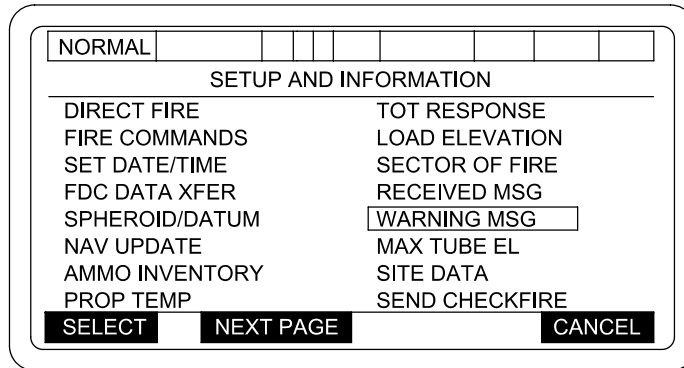 NORMAL
SETUP AND INFORMATION
DIRECT FIRE
FIRE COMMANDS
SET DATE/TIME
FDC DATA XFER
SPHEROID/DATUM
NAV UPDATE
AMMO INVENTORY
PROP TEMP
TOT RESPONSE
LOAD ELEVATION
SECTOR OF FIRE
RECEIVED MSG
WARNING MSG
MAX TUBE EL
SITE DATA
SEND CHECKFIRE
SELECT NEXT PAGE CANCEL